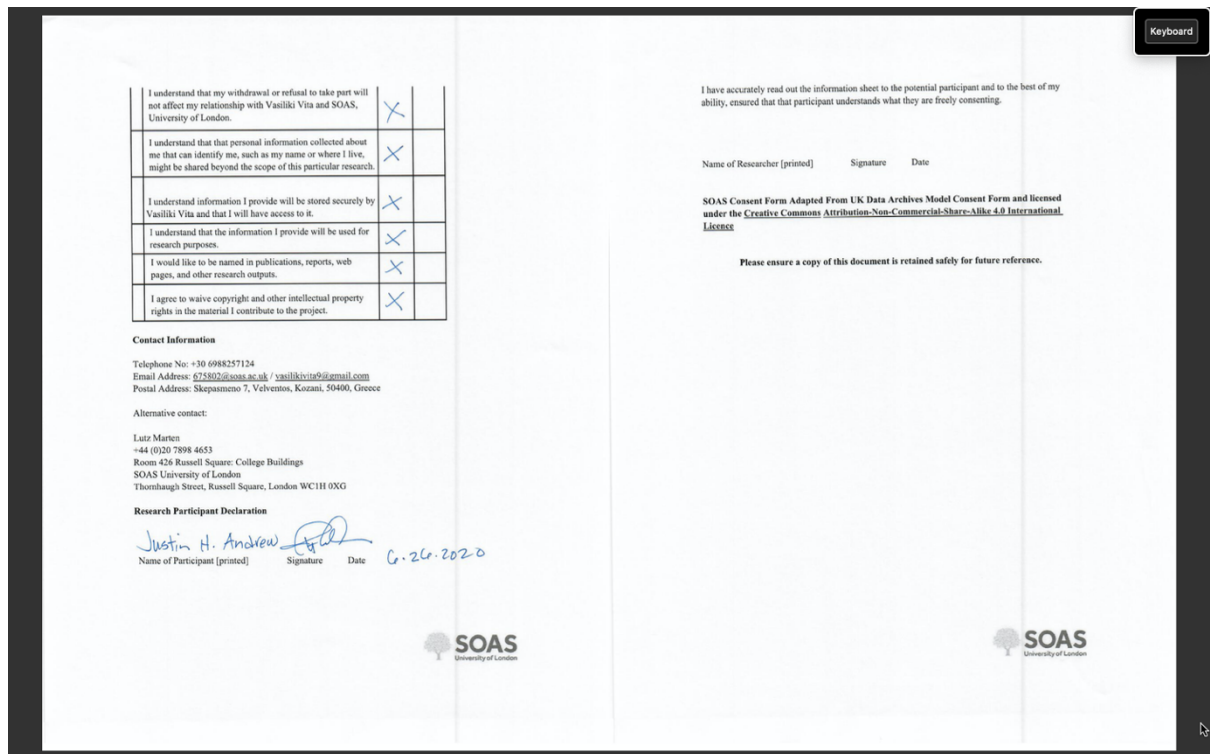 Keyboard
I understand that my withdrawal or refusal to take part will
not affect my relationship with Vasiliki Vita and SOAS,
University of London.
I understand that that personal information collected about
me that can identify me, such as my name or where I live,
might be shared beyond the scope of this particular research.
I understand information I provide will be stored securely by
Vasiliki Vita and that I will have access to it.
I understand that the information I provide will be used for
research purposes.
I would like to be named in publications, reports, web
pages, and other research outputs.
I agree to waive copyright and other intellectual property
rights in the material I contribute to the project.
Contact Information
Telephone No: +30 6988257124
Email Address: 675802@soas.ac.uk / vasilikivita9@gmail.com
Postal Address: Skepasmeno 7, Velventos, Kozani, 50400, Greece
Alternative contact:
Lutz Marten
+44 (0)20 7898 4653
Room 426 Russell Square: College Buildings
SOAS University of London
Thornhaugh Street, Russell Square, London WC1H 0XG
Research Participant Declaration
Justin H. Andrew 6.26.2020
Name of Participant [printed] Signature Date
SOAS
University of London
I have accurately read out the information sheet to the potential participant and to the best of my
ability, ensured that that participant understands what they are freely consenting.
Name of Researcher [printed] Signature Date
SOAS Consent Form Adapted From UK Data Archives Model Consent Form and licensed
under the Creative Commons Attribution-Non-Commercial-Share-Alike 4.0 International
Licence
Please ensure a copy of this document is retained safely for future reference.
SOAS
University of London